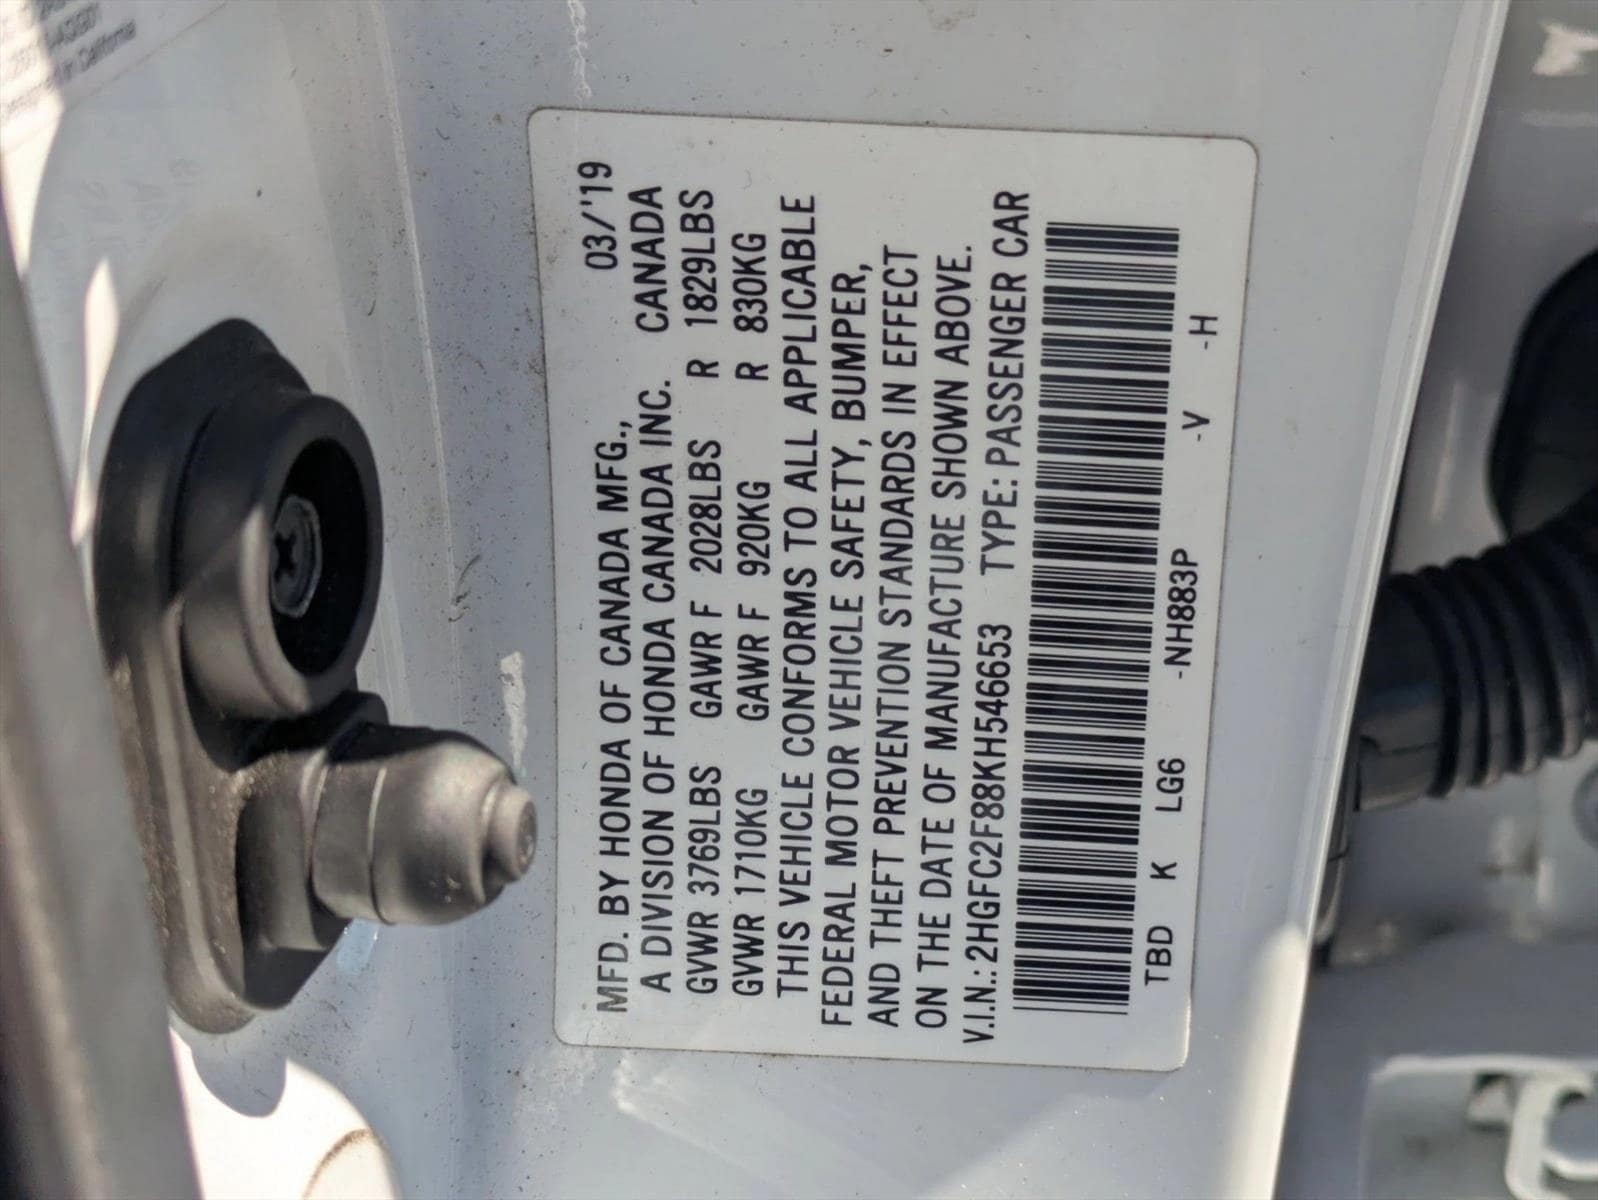 in California
03/'19
MFD. BY HONDA OF CANADA MFG.,
A DIVISION OF HONDA CANADA INC. CANADA
GVWR 3769LBS GAWR F 2028LBS R 1829LBS
GVWR 1710KG GAWR F 920KG R 830KG
THIS VEHICLE CONFORMS TO ALL APPLICABLE
FEDERAL MOTOR VEHICLE SAFETY, BUMPER,
AND THEFT PREVENTION STANDARDS IN EFFECT
ON THE DATE OF MANUFACTURE SHOWN ABOVE.
V.I.N.: 2HGFC2F88KH546653 TYPE: PASSENGER CAR
TBD K LG6 -NH883P -V -H